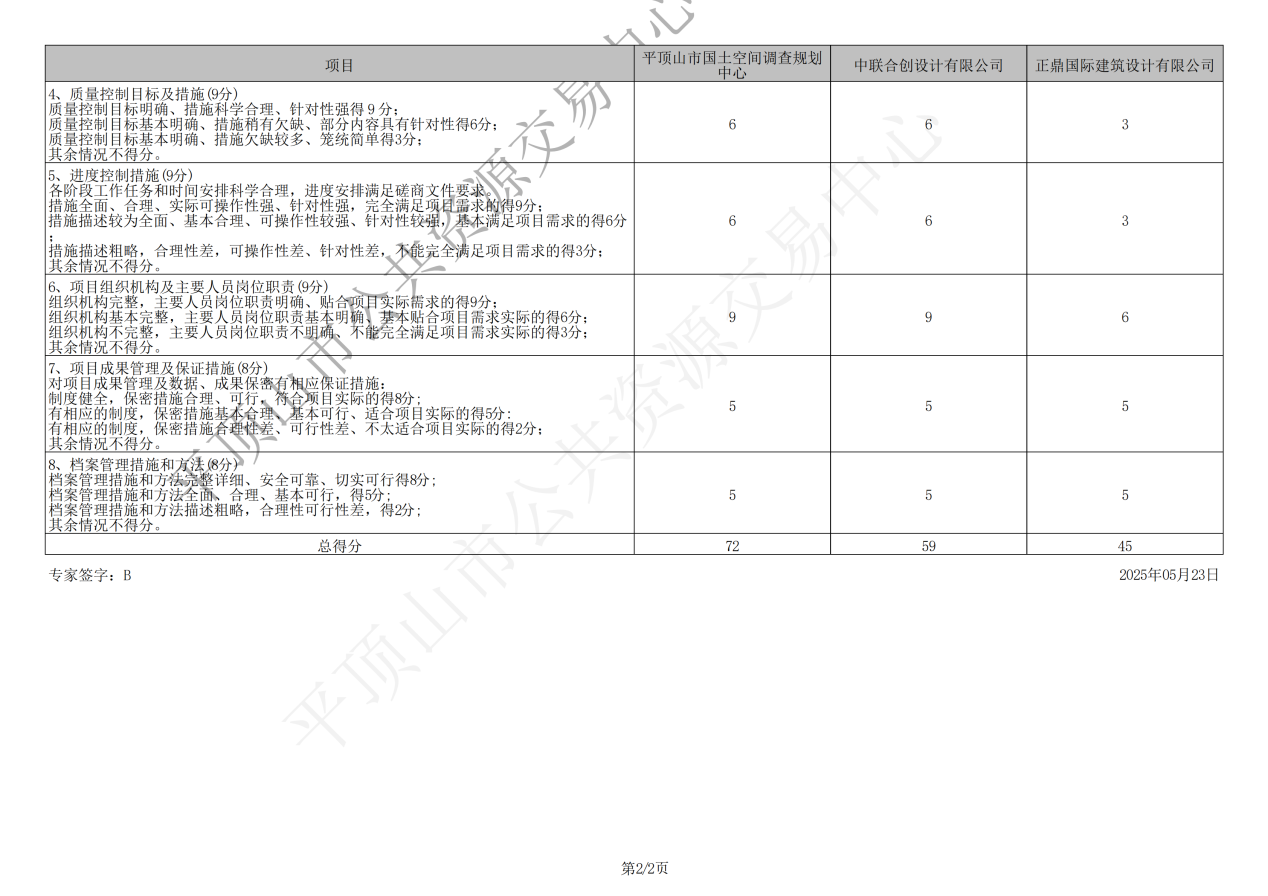 项目
平顶山市国土空间调查规划
中心
中联合创设计有限公司
正鼎国际建筑设计有限公司
4、质量控制目标及措施(9分)
质量控制目标明确、措施科学合理、针对性强得 9 分;
质量控制目标基本明确、措施稍有欠缺、部分内容具有针对性得6分;
质量控制目标基本明确、措施欠缺较多、笼统简单得3分;
其余情况不得分。
6
6
3
5、进度控制措施(9分)
各阶段工作任务和时间安排科学合理，进度安排满足磋商文件要求。
措施全面、合理、实际可操作性强、针对性强，完全满足项目需求的得9分;
措施描述较为全面、基本合理、可操作性较强、针对性较强，基本满足项目需求的得6分
;
措施描述粗略，合理性差，可操作性差、针对性差，不能完全满足项目需求的得3分;
其余情况不得分。
6
6
3
6、项目组织机构及主要人员岗位职责(9分)
组织机构完整，主要人员岗位职责明确、贴合项目实际需求的得9分;
组织机构基本完整，主要人员岗位职责基本明确、基本贴合项目需求实际的得6分;
组织机构不完整，主要人员岗位职责不明确、不能完全满足项目需求实际的得3分;
其余情况不得分。
9
9
6
7、项目成果管理及保证措施(8分)
对项目成果管理及数据、成果保密有相应保证措施:
制度健全，保密措施合理、可行，符合项目实际的得8分;
有相应的制度，保密措施基本合理、基本可行、适合项目实际的得5分:
有相应的制度，保密措施合理性差、可行性差、不太适合项目实际的得2分;
其余情况不得分。
5
5
5
8、档案管理措施和方法(8分)
档案管理措施和方法完整详细、安全可靠、切实可行得8分;
档案管理措施和方法全面、合理、基本可行，得5分;
档案管理措施和方法描述粗略，合理性可行性差，得2分;
其余情况不得分。
5
5
5
总得分
72
59
45
专家签字: B
2025年05月23日
平顶山市公共资源交易中心
平顶山市公共资源交易中心
第2/2页